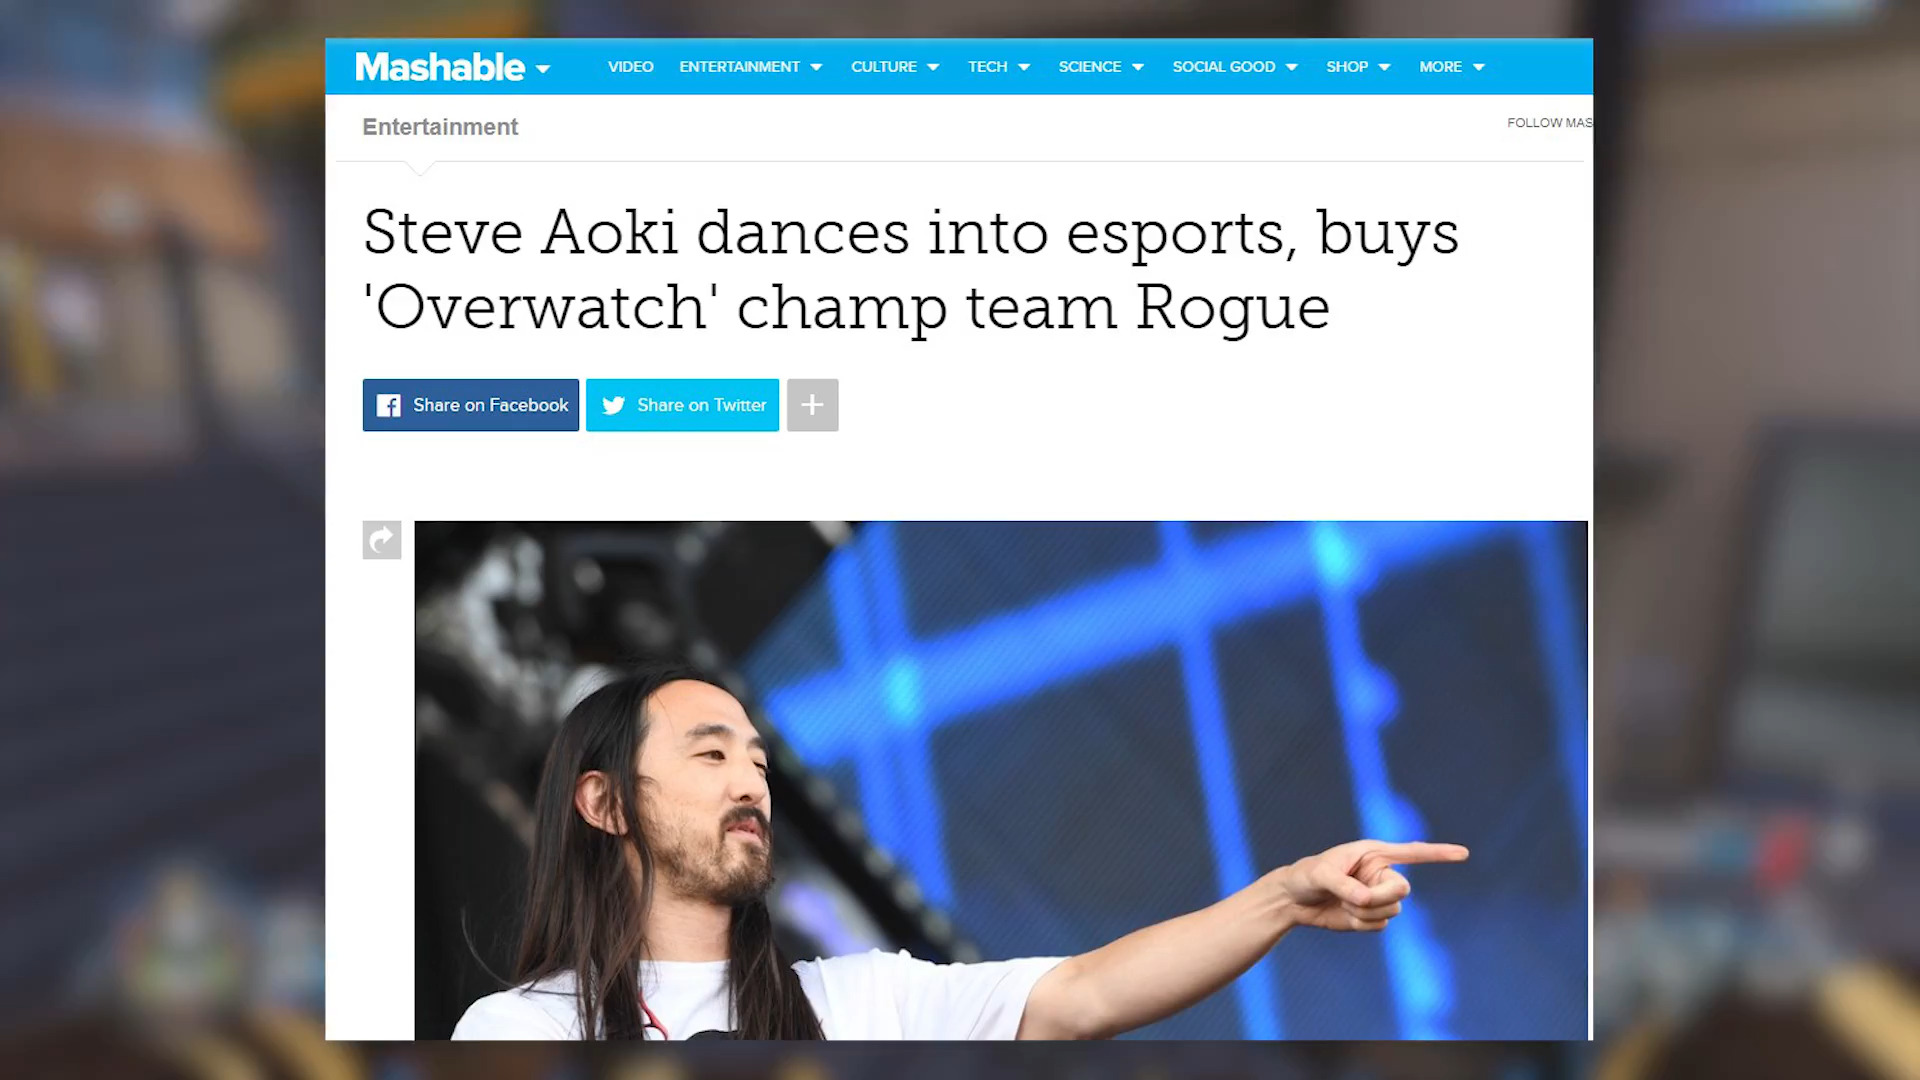 Mashable
VIDEO ENTERTAINMENT CULTURE TECH SCIENCE SOCIAL GOOD SHOP MORE
Entertainment
FOLLOW MAS
Steve Aoki dances into esports, buys
'Overwatch' champ team Rogue
Share on Facebook Share on Twitter +